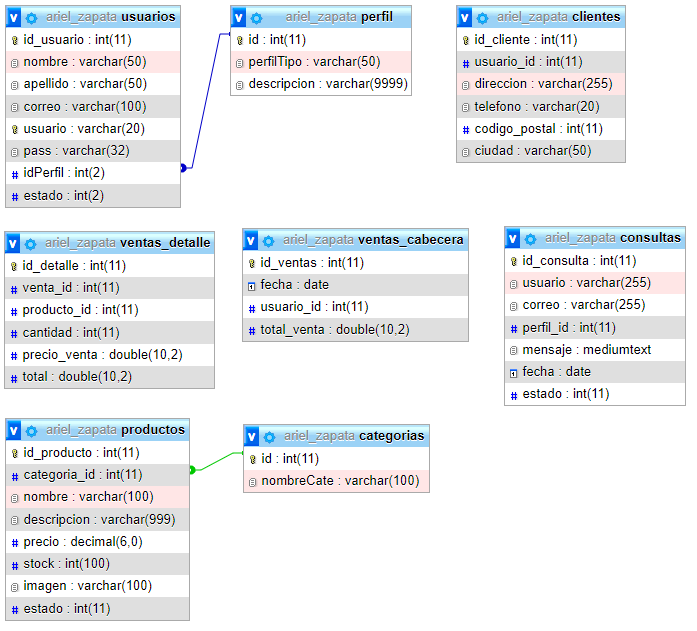 ariel_zapata usuarios
id_usuario : int(11)
nombre : varchar(50)
apellido : varchar(50)
correo : varchar(100)
usuario : varchar(20)
pass : varchar(32)
idPerfil : int(2)
estado : int(2)
ariel_zapata perfil
id : int(11)
perfilTipo : varchar(50)
descripcion : varchar(9999)
ariel_zapata clientes
id_cliente : int(11)
usuario_id : int(11)
direccion : varchar(255)
telefono : varchar(20)
codigo_postal : int(11)
ciudad : varchar(50)
ariel_zapata ventas_detalle
id_detalle : int(11)
venta_id : int(11)
producto_id : int(11)
cantidad : int(11)
precio_venta : double(10,2)
total : double(10,2)
ariel_zapata ventas_cabecera
id_ventas : int(11)
fecha : date
usuario_id : int(11)
total_venta : double(10,2)
ariel_zapata consultas
id_consulta : int(11)
usuario : varchar(255)
correo : varchar(255)
perfil_id : int(11)
mensaje : mediumtext
fecha : date
estado : int(11)
ariel_zapata productos
id_producto : int(11)
categoria_id : int(11)
nombre : varchar(100)
descripcion : varchar(999)
precio : decimal(6,0)
stock : int(100)
imagen : varchar(100)
estado : int(11)
ariel_zapata categorias
id : int(11)
nombreCate : varchar(100)